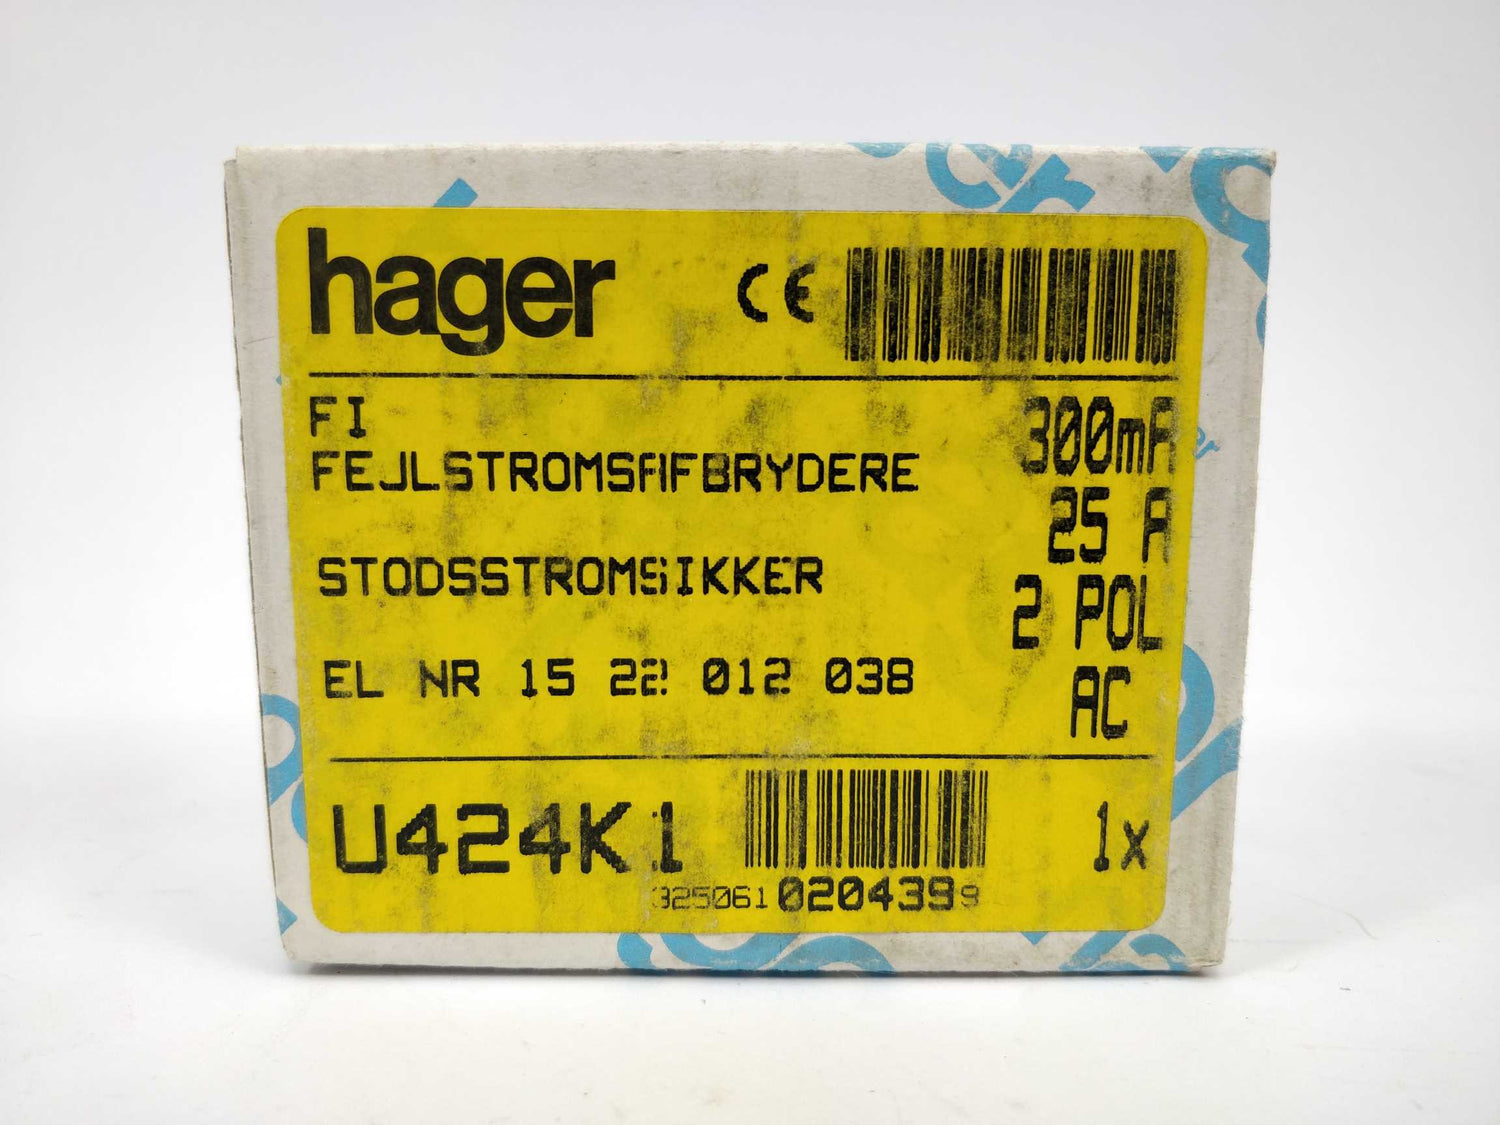 hager CE
FI
FEJLSTROMSAFBRYDERE
STODSSTROMSIKKER
EL NR 15 22 012 038
300mA
25 A
2 POL
AC
U424K1
1x
3250610204399